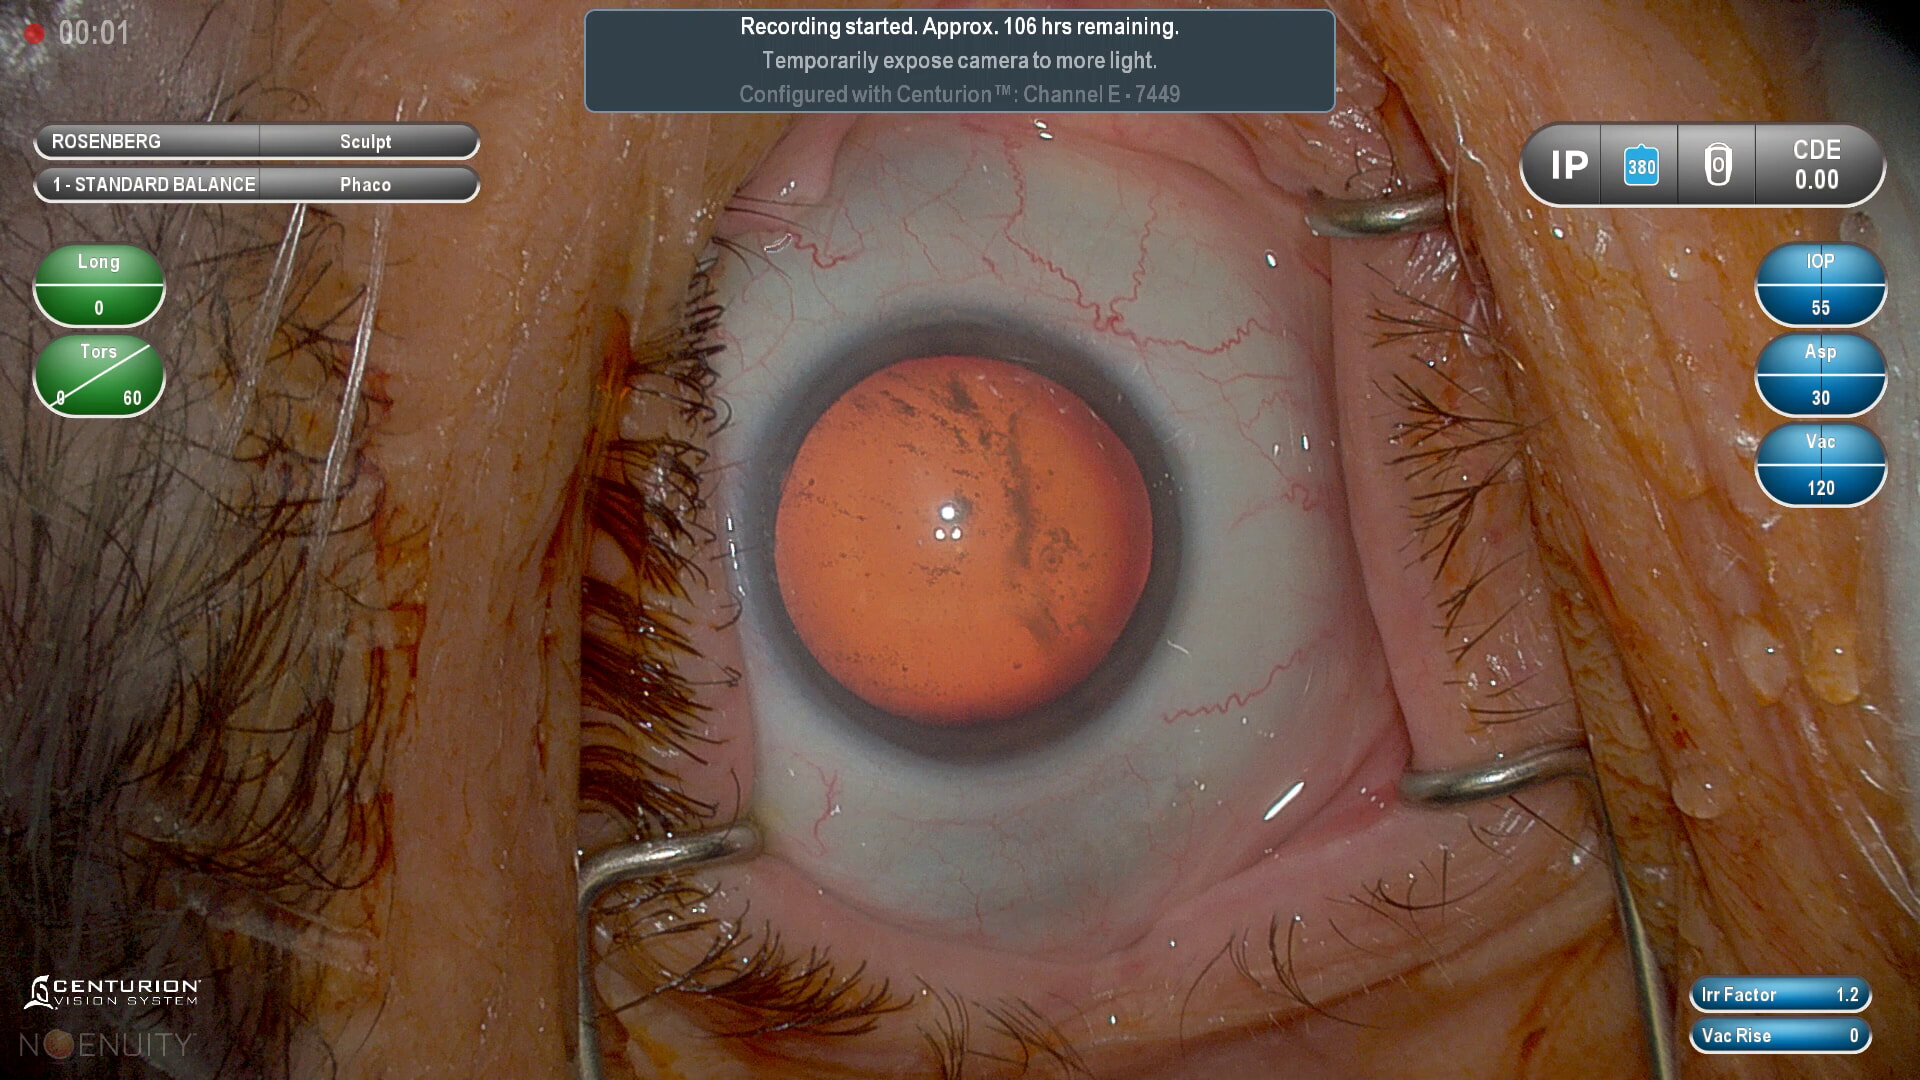 00:01
Recording started. Approx. 106 hrs remaining.
Temporarily expose camera to more light.
Configured with Centurion™: Channel E - 7449
ROSENBERG Sculpt
1 - STANDARD BALANCE Phaco
IP 380 0 CDE 0.00
Long
0
Tors
0 60
IOP
55
Asp
30
Vac
120
CENTURION
VISION SYSTEM
NGENUITY
Irr Factor 1.2
Vac Rise 0